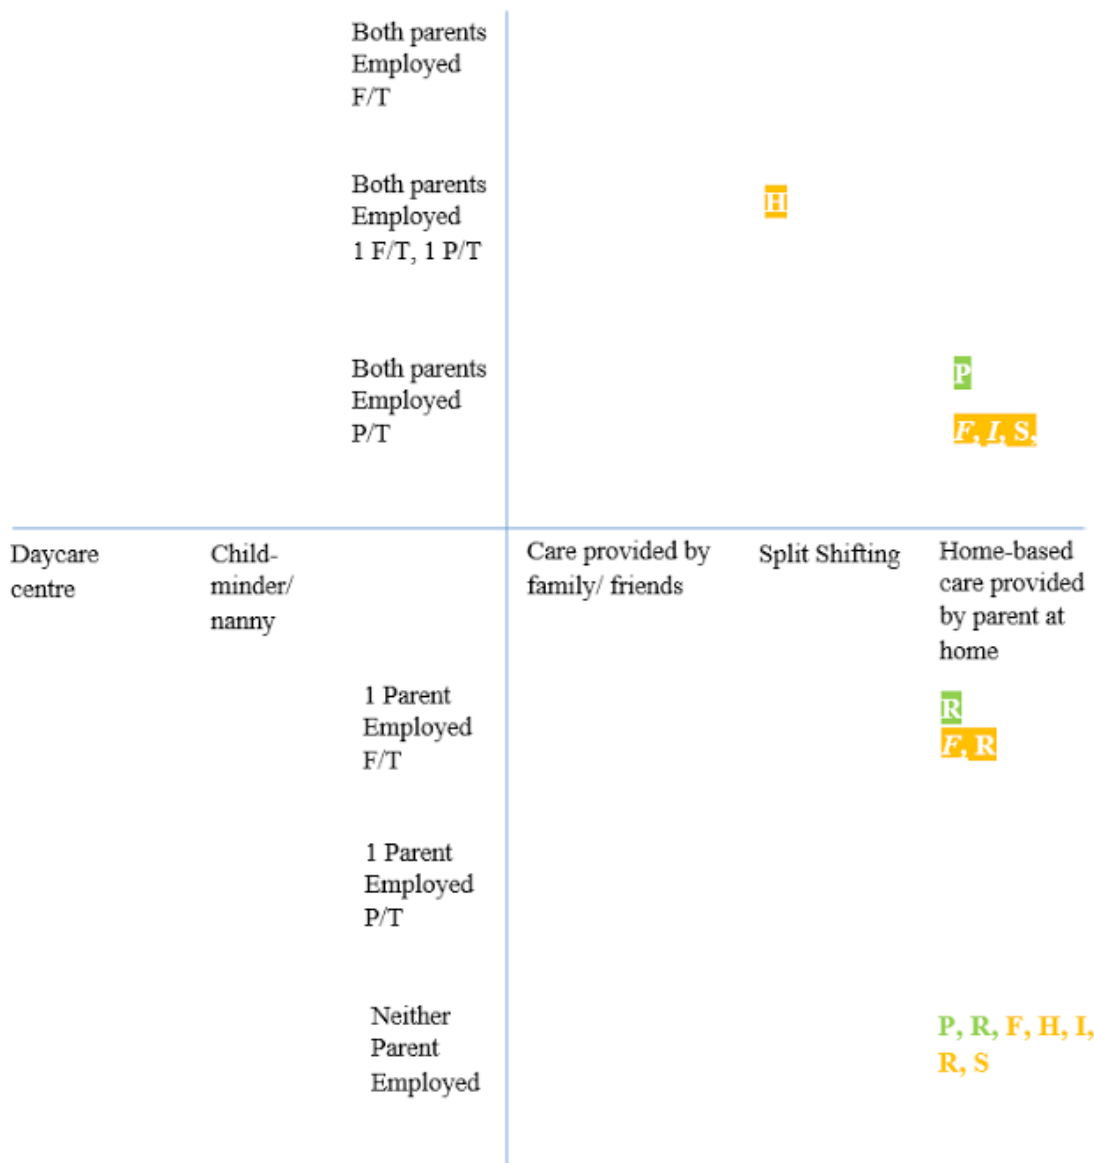 Both parents
Employed
F/T
Both parents
Employed
1 F/T, 1 P/T
H
Both parents
Employed
P/T
P
F, I, S,
Daycare
centre
Child-
minder/
nanny
Care provided by
family/ friends
Split Shifting
Home-based
care provided
by parent at
home
1 Parent
Employed
F/T
R
F, R
1 Parent
Employed
P/T
Neither
Parent
Employed
P, R, F, H, I,
R, S